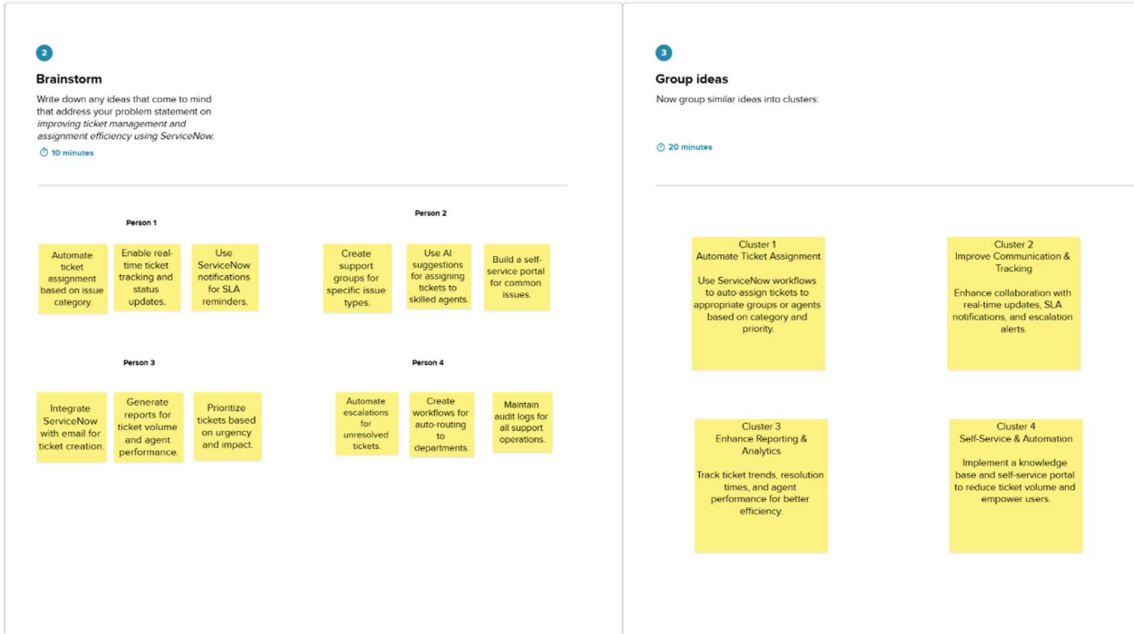 2
Brainstorm
Write down any ideas that come to mind
that address your problem statement on
improving ticket management and
assignment efficiency using ServiceNow.
10 minutes
Person 1
Automate
ticket
assignment
based on issue
category.
Enable real-
time ticket
tracking and
status
updates.
Use
ServiceNow
notifications
for SLA
reminders.
Person 2
Create
support
groups for
specific issue
types.
Use AI
suggestions
for assigning
tickets to
skilled agents.
Build a self-
service portal
for common
issues.
Person 3
Integrate
ServiceNow
with email for
ticket creation.
Generate
reports for
ticket volume
and agent
performance.
Prioritize
tickets based
on urgency
and impact.
Person 4
Automate
escalations
for
unresolved
tickets.
Create
workflows for
auto-routing
to
departments.
Maintain
audit logs for
all support
operations.
3
Group ideas
Now group similar ideas into clusters:
20 minutes
Cluster 1
Automate Ticket Assignment
Use ServiceNow workflows
to auto-assign tickets to
appropriate groups or agents
based on category and
priority.
Cluster 2
Improve Communication &
Tracking
Enhance collaboration with
real-time updates, SLA
notifications, and escalation
alerts.
Cluster 3
Enhance Reporting &
Analytics
Track ticket trends, resolution
times, and agent
performance for better
efficiency.
Cluster 4
Self-Service & Automation
Implement a knowledge
base and self-service portal
to reduce ticket volume and
empower users.